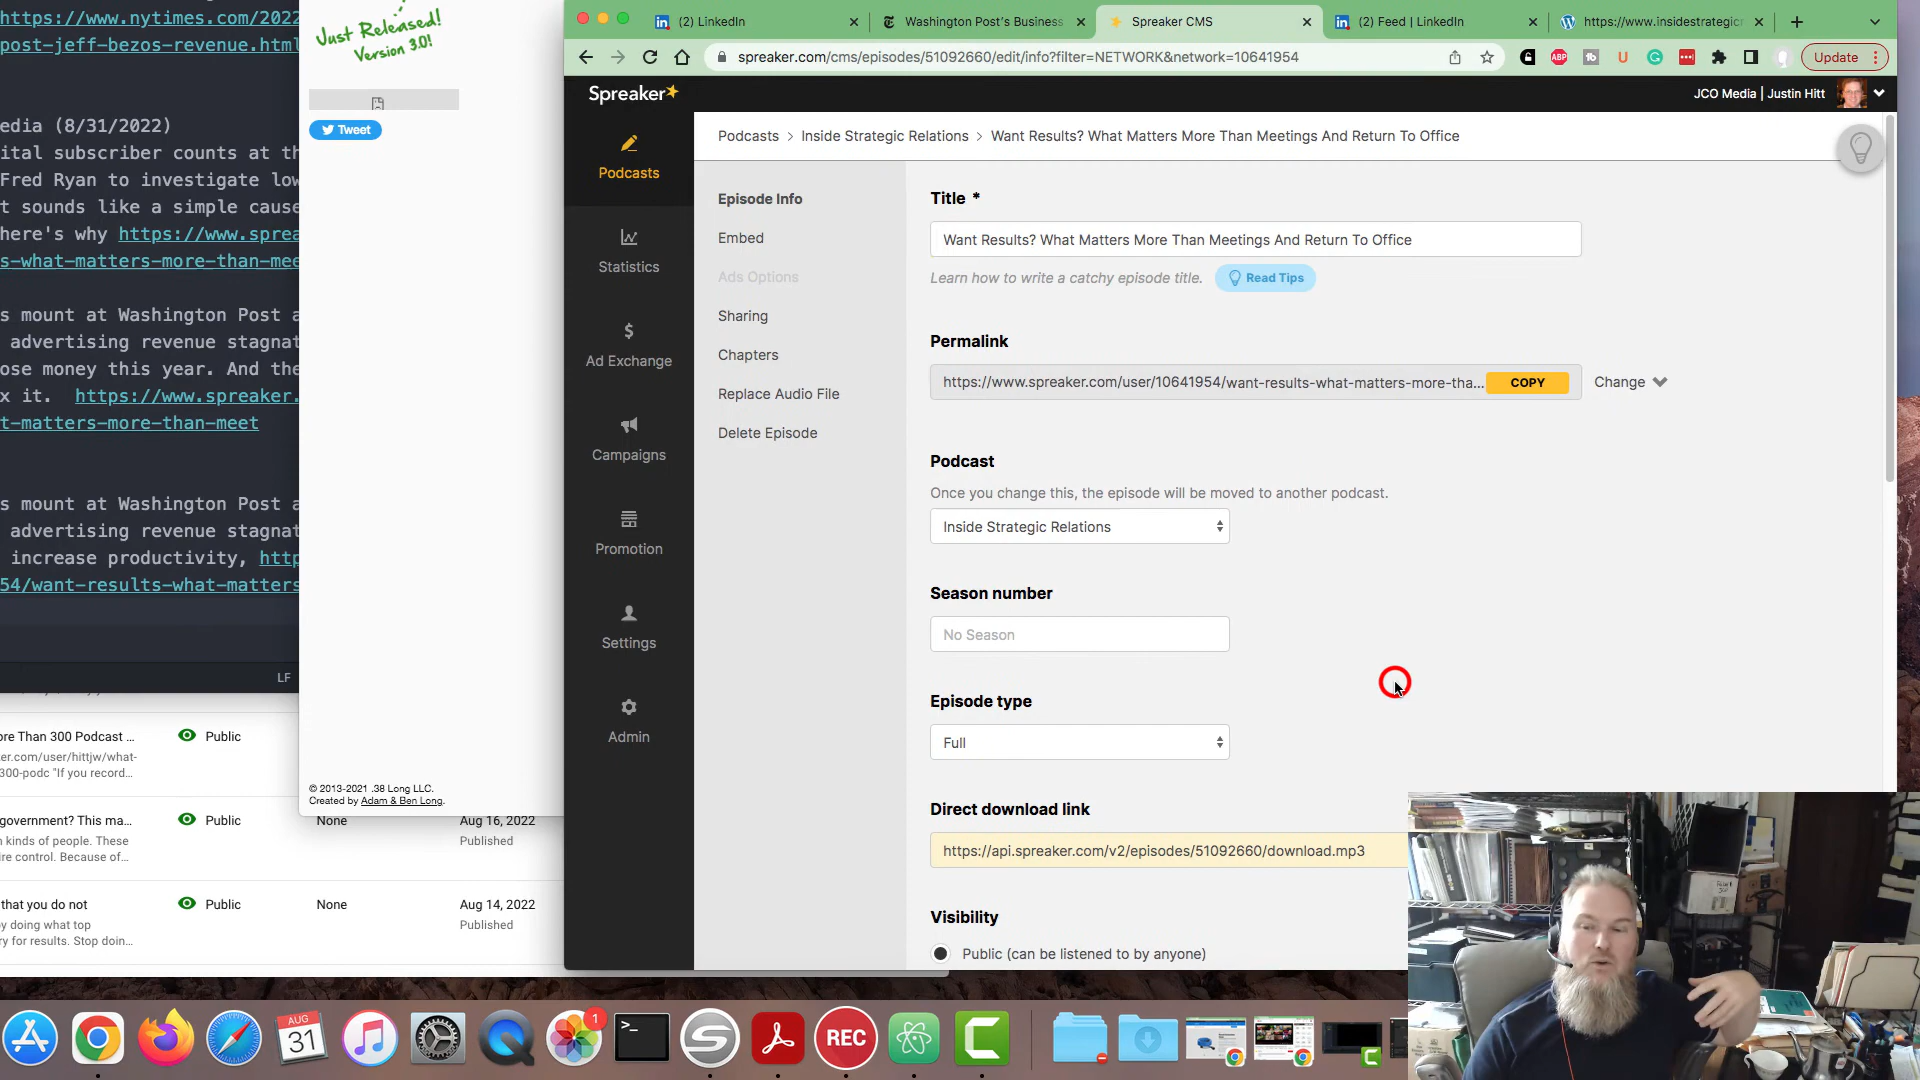 https://www.nytimes.com/2022
post-jeff-bezos-revenue.html
edia (8/31/2022)
ital subscriber counts at th
Fred Ryan to investigate low
t sounds like a simple cause
here's why https://www.sprea
s-what-matters-more-than-mee
s mount at Washington Post a
advertising revenue stagnat
ose money this year. And the
x it. https://www.spreaker.
t-matters-more-than-meet
s mount at Washington Post a
advertising revenue stagnat
increase productivity, http
54/want-results-what-matters
LF
ore Than 300 Podcast ...
Public
ker.com/user/hittjw/what-
300-podc "If you record...
government? This ma...
Public
None
Aug 16, 2022
n kinds of people. These
Published
ire control. Because of...
that you do not
Public
None
Aug 14, 2022
by doing what top
Published
ry for results. Stop doin...
Just Released!
Version 3.0!
Tweet
© 2013-2021 .38 Long LLC.
Created by Adam & Ben Long.
(2) LinkedIn
Washington Post's Business
Spreaker CMS
(2) Feed | LinkedIn
https://www.insidestrategicr
spreaker.com/cms/episodes/51092660/edit/info?filter=NETWORK&network=10641954
ABP
tb
U
Update
Spreaker
JCO Media | Justin Hitt
Podcasts
Statistics
$
Ad Exchange
Campaigns
Promotion
Settings
Admin
Podcasts > Inside Strategic Relations > Want Results? What Matters More Than Meetings And Return To Office
Episode Info
Embed
Ads Options
Sharing
Chapters
Replace Audio File
Delete Episode
Title *
Want Results? What Matters More Than Meetings And Return To Office
Learn how to write a catchy episode title.
Read Tips
Permalink
https://www.spreaker.com/user/10641954/want-results-what-matters-more-tha...
COPY
Change
Podcast
Once you change this, the episode will be moved to another podcast.
Inside Strategic Relations
Season number
No Season
Episode type
Full
Direct download link
https://api.spreaker.com/v2/episodes/51092660/download.mp3
Visibility
Public (can be listened to by anyone)
AUG
31
1
>_
REC